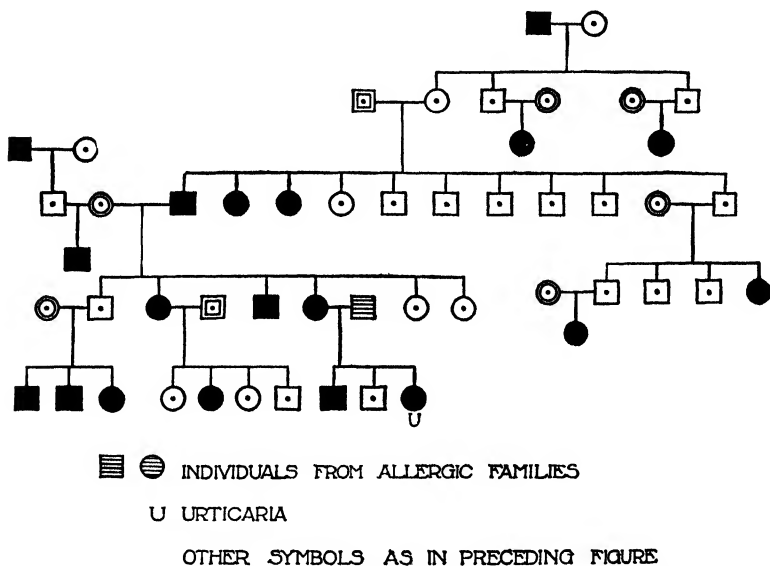 U
INDIVIDUALS FROM ALLERGIC FAMILIES
U URTICARIA
OTHER SYMBOLS AS IN PRECEDING FIGURE